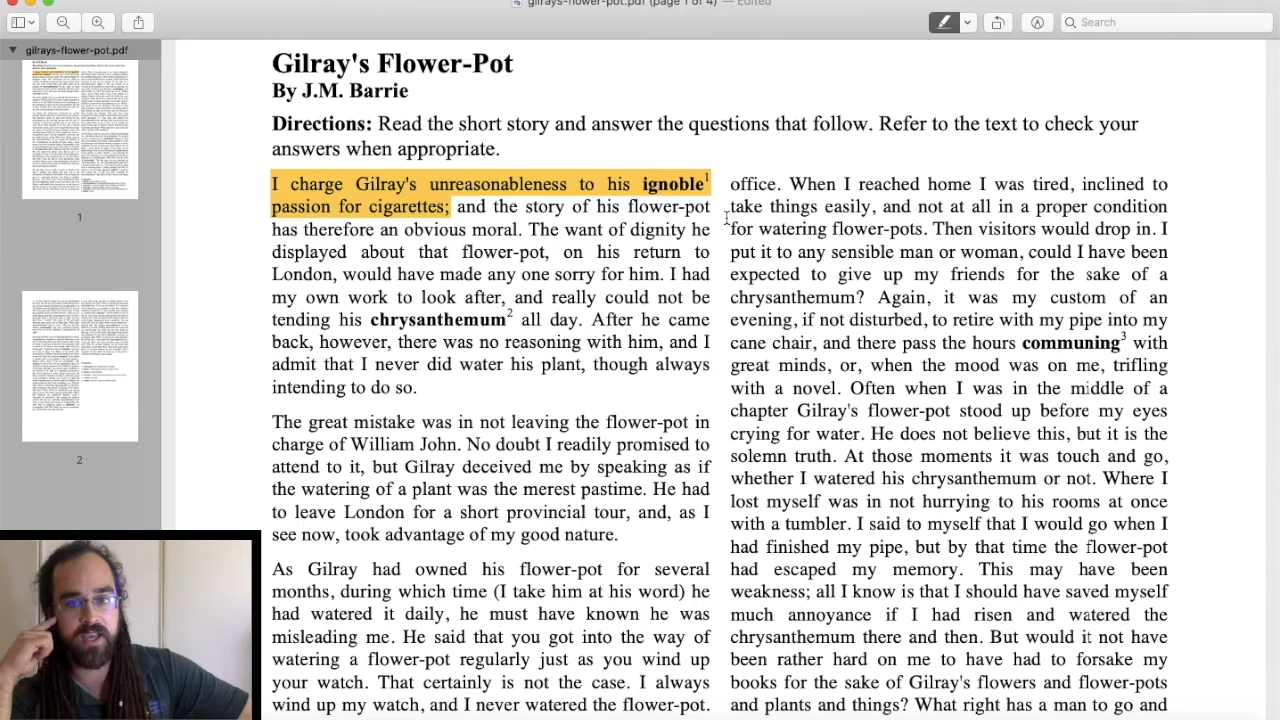 gilrays-flower-pot.pdf (page 1 of 4) — Edited
Search
gilrays-flower-pot.pdf
1
2
Gilray's Flower-Pot
By J.M. Barrie
Directions: Read the short story and answer the questions that follow. Refer to the text to check your
answers when appropriate.
I charge Gilray's unreasonableness to his ignoble1
passion for cigarettes; and the story of his flower-pot
has therefore an obvious moral. The want of dignity he
displayed about that flower-pot, on his return to
London, would have made any one sorry for him. I had
my own work to look after, and really could not be
tending his chrysanthemum2 all day. After he came
back, however, there was no reasoning with him, and I
admit that I never did water his plant, though always
intending to do so.
The great mistake was in not leaving the flower-pot in
charge of William John. No doubt I readily promised to
attend to it, but Gilray deceived me by speaking as if
the watering of a plant was the merest pastime. He had
to leave London for a short provincial tour, and, as I
see now, took advantage of my good nature.
As Gilray had owned his flower-pot for several
months, during which time (I take him at his word) he
had watered it daily, he must have known he was
misleading me. He said that you got into the way of
watering a flower-pot regularly just as you wind up
your watch. That certainly is not the case. I always
wind up my watch, and I never watered the flower-pot.
office. When I reached home I was tired, inclined to
take things easily, and not at all in a proper condition
for watering flower-pots. Then visitors would drop in. I
put it to any sensible man or woman, could I have been
expected to give up my friends for the sake of a
chrysanthemum? Again, it was my custom of an
evening, if not disturbed, to retire with my pipe into my
cane chair, and there pass the hours communing3 with
great minds, or, when the mood was on me, trifling
with a novel. Often when I was in the middle of a
chapter Gilray's flower-pot stood up before my eyes
crying for water. He does not believe this, but it is the
solemn truth. At those moments it was touch and go,
whether I watered his chrysanthemum or not. Where I
lost myself was in not hurrying to his rooms at once
with a tumbler. I said to myself that I would go when I
had finished my pipe, but by that time the flower-pot
had escaped my memory. This may have been
weakness; all I know is that I should have saved myself
much annoyance if I had risen and watered the
chrysanthemum there and then. But would it not have
been rather hard on me to have had to forsake my
books for the sake of Gilray's flowers and flower-pots
and plants and things? What right has a man to go and